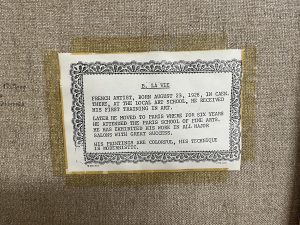 B. LA VIE
FRENCH ARTIST, BORN AUGUST 23, 1928, IN CAEN.
THERE, AT THE LOCAL ART SCHOOL, HE RECEIVED
HIS FIRST TRAINING IN ART.
LATER HE MOVED TO PARIS WHERE FOR SIX YEARS
HE ATTENDED THE PARIS SCHOOL OF FINE ARTS.
HE HAS EXHIBITED HIS WORK IN ALL MAJOR
SALONS WITH GREAT SUCCESS.
HIS PAINTINGS ARE COLORFUL, HIS TECHNIQUE
IS MODERNISTIC.